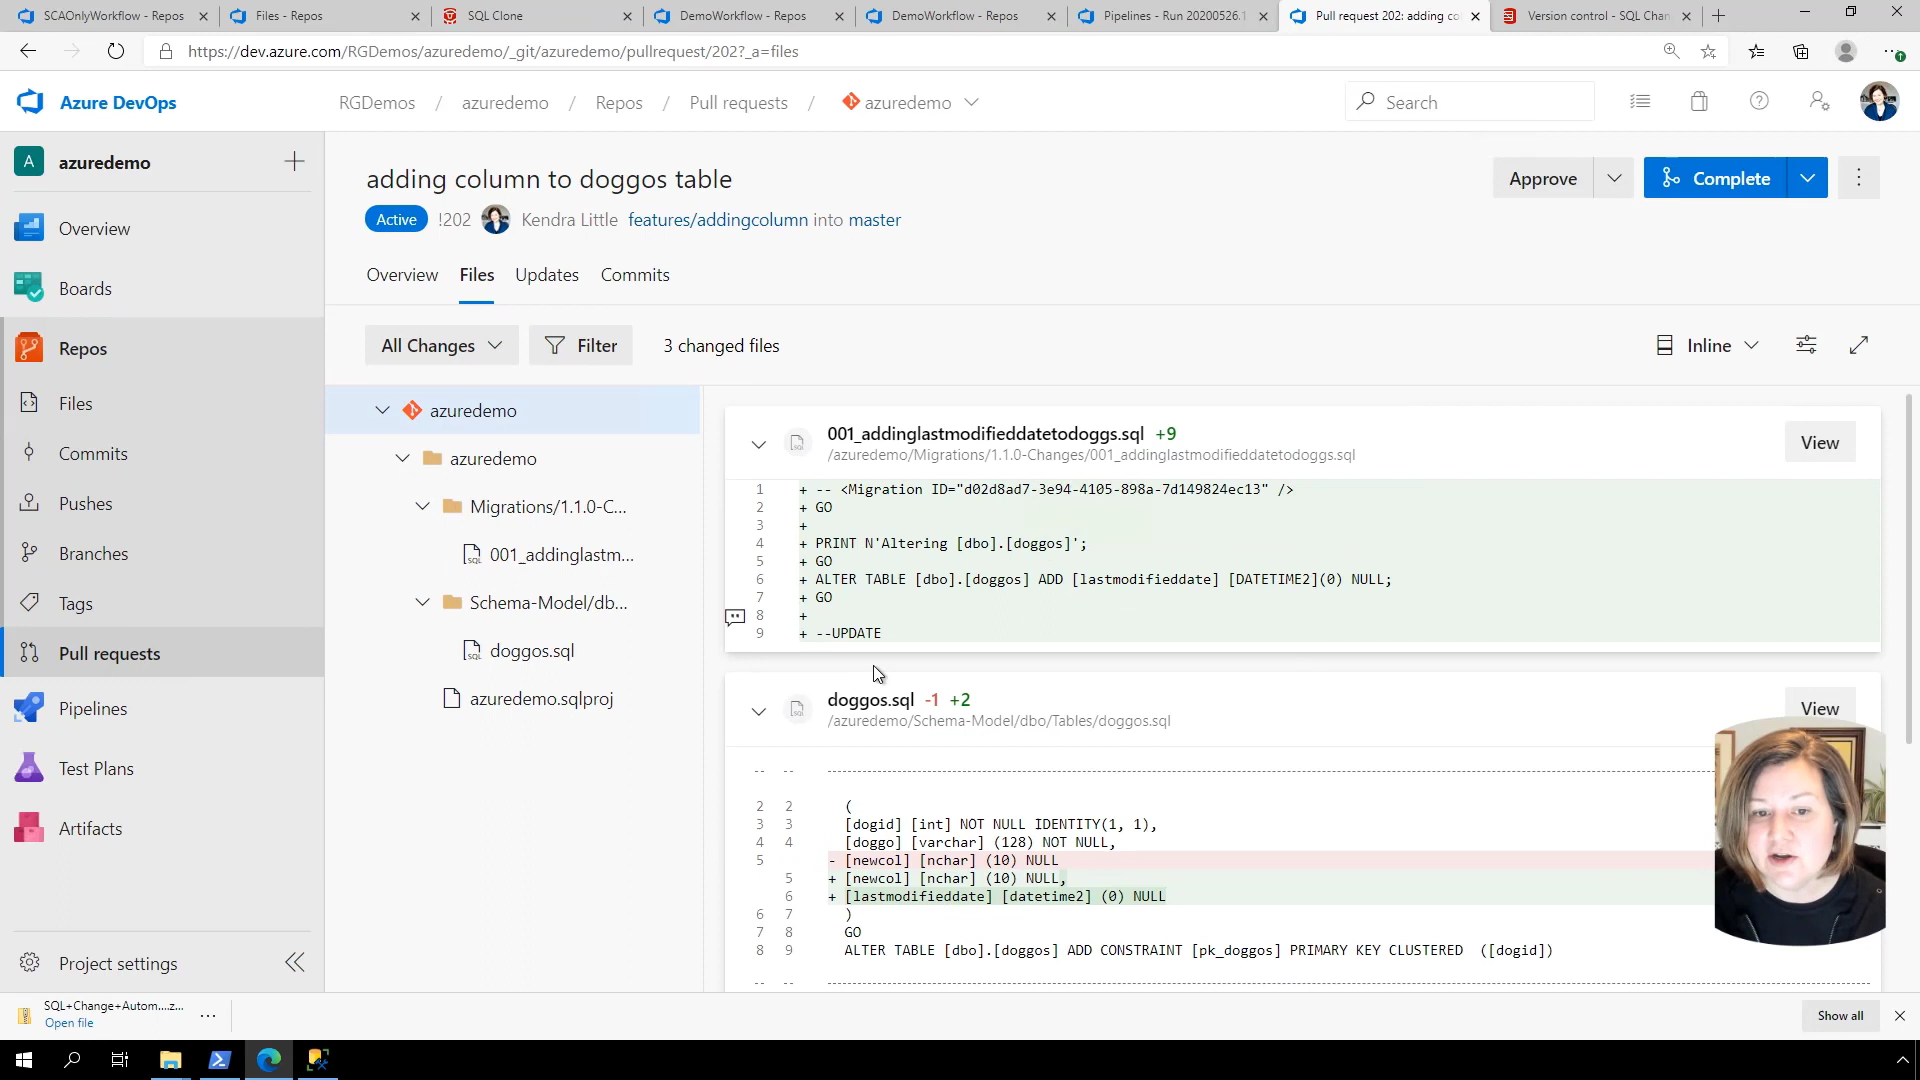 SCAOnlyWorkflow - Repos
Files - Repos
SQL Clone
DemoWorkflow - Repos
DemoWorkflow - Repos
Pipelines - Run 20200526.1
Pull request 202: adding co
Version control - SQL Chan
https://dev.azure.com/RGDemos/azuredemo/_git/azuredemo/pullrequest/202?_a=files
Azure DevOps
RGDemos / azuredemo / Repos / Pull requests / azuredemo
Search
A azuredemo
Overview
Boards
Repos
Files
Commits
Pushes
Branches
Tags
Pull requests
Pipelines
Test Plans
Artifacts
Project settings
adding column to doggos table
Approve
Complete
Active !202 Kendra Little features/addingcolumn into master
Overview Files Updates Commits
All Changes
Filter
3 changed files
Inline
azuredemo
azuredemo
Migrations/1.1.0-C...
001_addinglastm...
Schema-Model/db...
doggos.sql
azuredemo.sqlproj
001_addinglastmodifieddatetodoggs.sql +9
/azuredemo/Migrations/1.1.0-Changes/001_addinglastmodifieddatetodoggs.sql
View
1 + -- <Migration ID="d02d8ad7-3e94-4105-898a-7d149824ec13" />
2 + GO
3 +
4 + PRINT N'Altering [dbo].[doggos]';
5 + GO
6 + ALTER TABLE [dbo].[doggos] ADD [lastmodifieddate] [DATETIME2](0) NULL;
7 + GO
8 +
9 + --UPDATE
doggos.sql -1 +2
/azuredemo/Schema-Model/dbo/Tables/doggos.sql
View
2 2 (
3 3 [dogid] [int] NOT NULL IDENTITY(1, 1),
4 4 [doggo] [varchar] (128) NOT NULL,
5 - [newcol] [nchar] (10) NULL
5 + [newcol] [nchar] (10) NULL,
6 + [lastmodifieddate] [datetime2] (0) NULL
6 7 )
7 8 GO
8 9 ALTER TABLE [dbo].[doggos] ADD CONSTRAINT [pk_doggos] PRIMARY KEY CLUSTERED ([dogid])
SQL+Change+Autom....z...
Open file
Show all